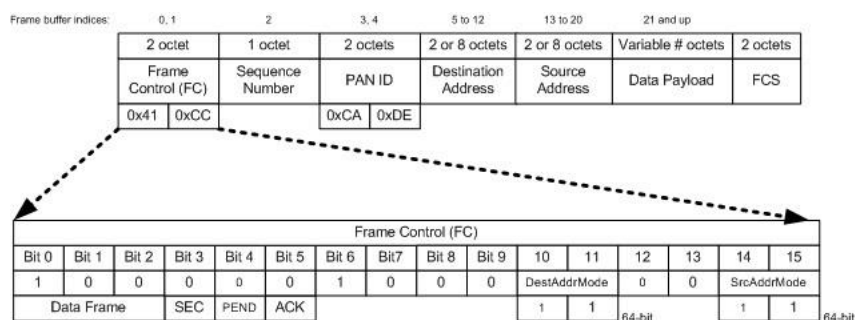 Frame buffer indices: 0, 1 2 3, 4 5 to 12 13 to 20 21 and up
2 octet 1 octet 2 octets 2 or 8 octets 2 or 8 octets Variable # octets 2 octets
Frame Control (FC) Sequence Number PAN ID Destination Address Source Address Data Payload FCS
0x41 0xCC 0xCA 0xDE
Frame Control (FC)
Bit 0 Bit 1 Bit 2 Bit 3 Bit 4 Bit 5 Bit 6 Bit7 Bit 8 Bit 9 10 11 12 13 14 15
1 0 0 0 0 0 1 0 0 0 DestAddrMode 0 0 SrcAddrMode
Data Frame SEC PEND ACK 1 1 64-bit 1 1 64-bit